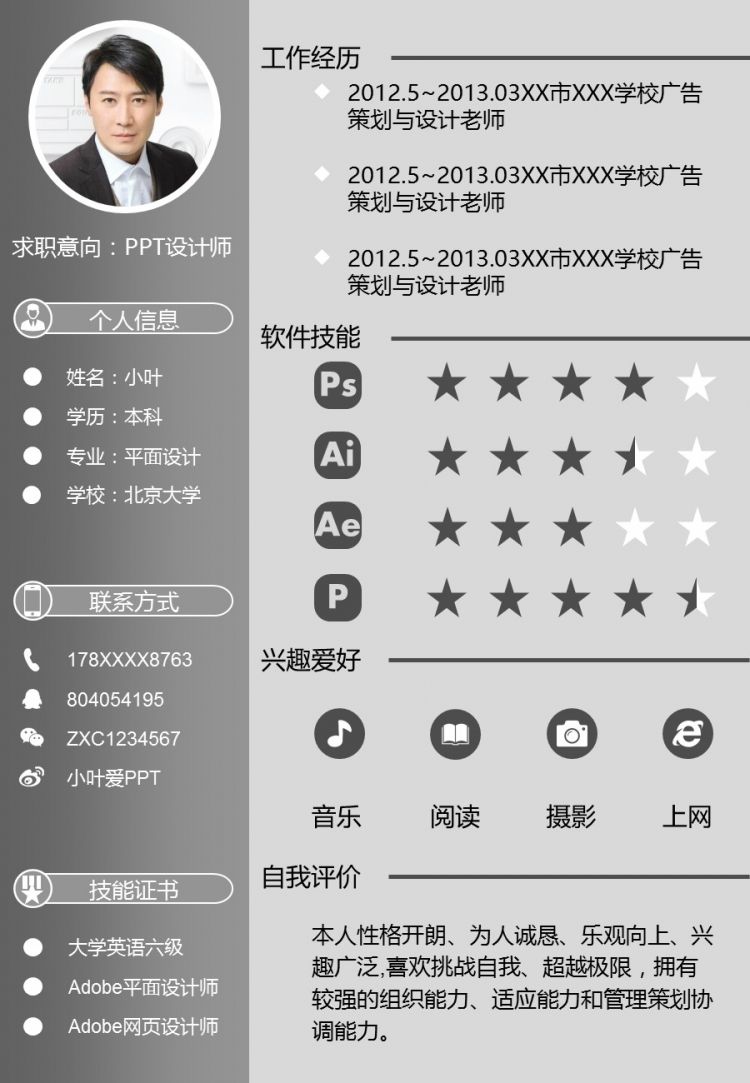 求职意向：PPT设计师
个人信息
姓名：小叶
学历：本科
专业：平面设计
学校：北京大学
联系方式
178XXXX8763
804054195
ZXC1234567
小叶爱PPT
技能证书
大学英语六级
Adobe平面设计师
Adobe网页设计师
工作经历
2012.5~2013.03XX市XXX学校广告
策划与设计老师
2012.5~2013.03XX市XXX学校广告
策划与设计老师
2012.5~2013.03XX市XXX学校广告
策划与设计老师
软件技能
Ps
Ai
Ae
P
兴趣爱好
音乐
阅读
摄影
上网
自我评价
本人性格开朗、为人诚恳、乐观向上、兴
趣广泛,喜欢挑战自我、超越极限，拥有
较强的组织能力、适应能力和管理策划协
调能力。